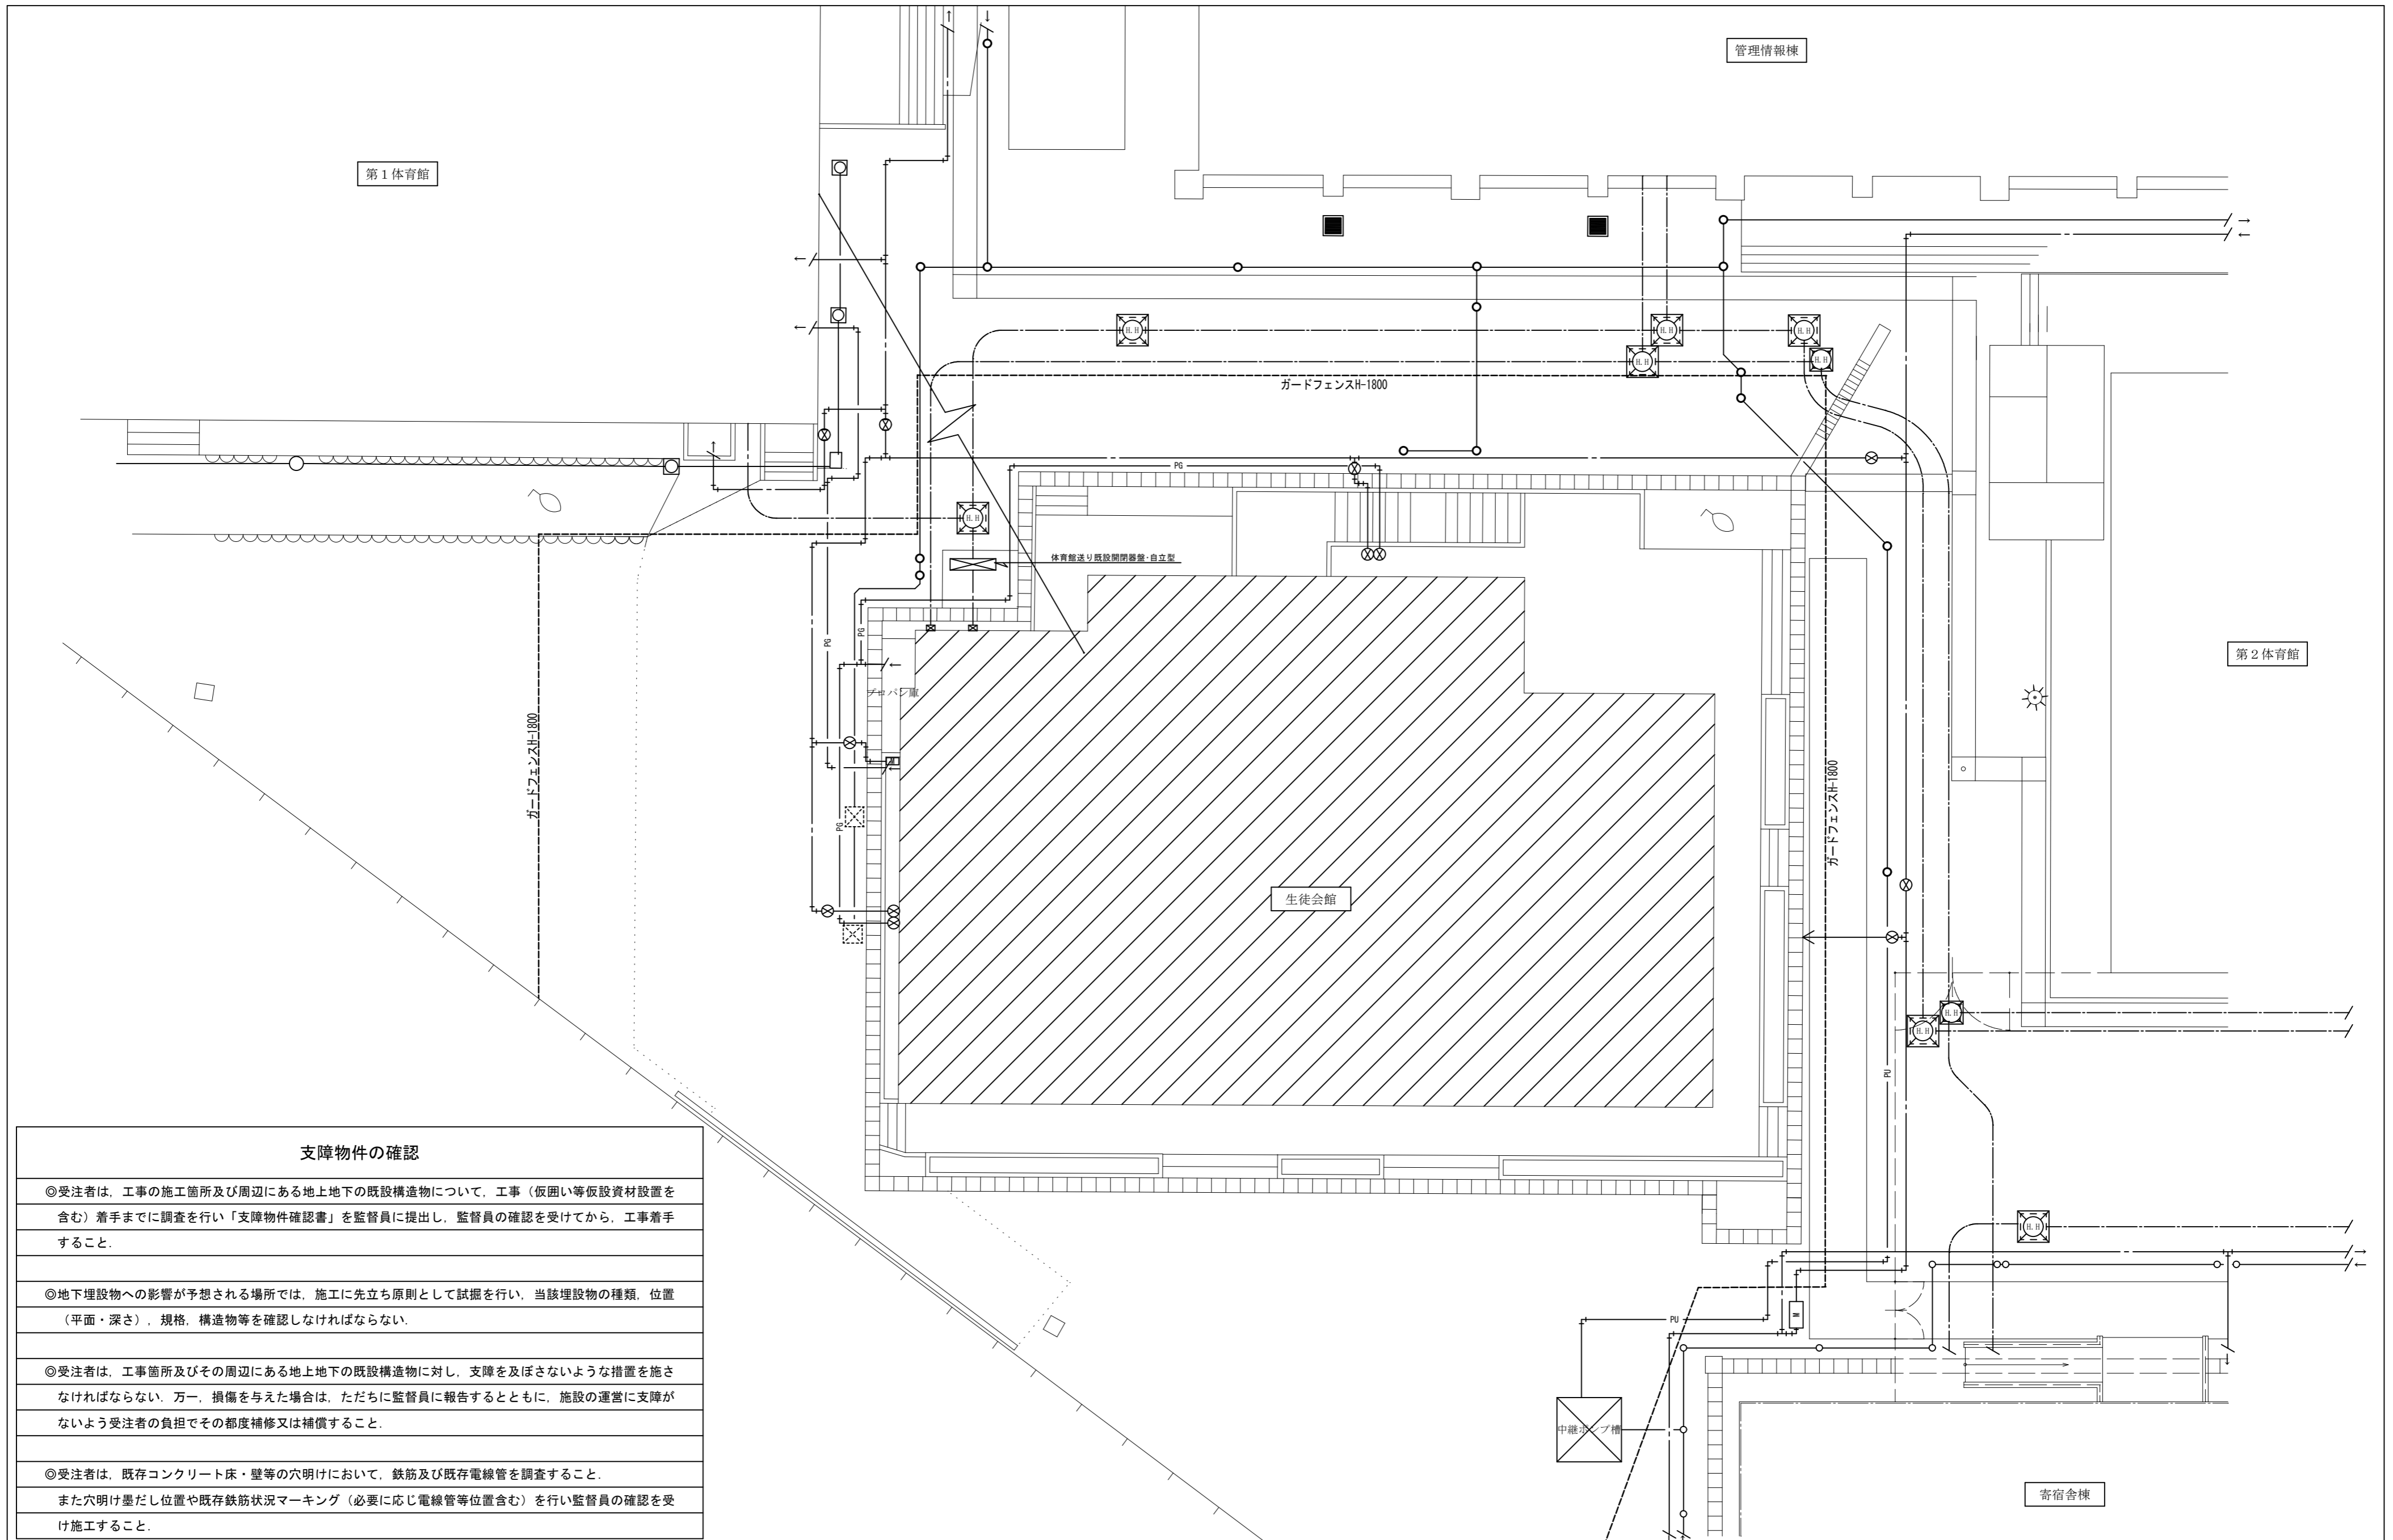 管理情報棟
第１体育館
H.H
H.H
H.H
H.H
H.H
ガードフェンスH-1800
PG
H.H
体育館送り既設開閉器盤・自立型
PG
PG
プロパン庫
第２体育館
ガードフェンスH-1800
ガードフェンスH-1800
PG
M
生徒会館
H.H
H.H
PU
H.H
PU
M
中継ポンプ槽
寄宿舎棟
支障物件の確認
◎受注者は，工事の施工箇所及び周辺にある地上地下の既設構造物について，工事（仮囲い等仮設資材設置を
含む）着手までに調査を行い「支障物件確認書」を監督員に提出し，監督員の確認を受けてから，工事着手
すること．
◎地下埋設物への影響が予想される場所では，施工に先立ち原則として試掘を行い，当該埋設物の種類，位置
（平面・深さ），規格，構造物等を確認しなければならない．
◎受注者は，工事箇所及びその周辺にある地上地下の既設構造物に対し，支障を及ぼさないような措置を施さ
なければならない．万一，損傷を与えた場合は，ただちに監督員に報告するとともに，施設の運営に支障が
ないよう受注者の負担でその都度補修又は補償すること．
◎受注者は，既存コンクリート床・壁等の穴明けにおいて，鉄筋及び既存電線管を調査すること．
また穴明け墨だし位置や既存鉄筋状況マーキング（必要に応じ電線管等位置含む）を行い監督員の確認を受
け施工すること．